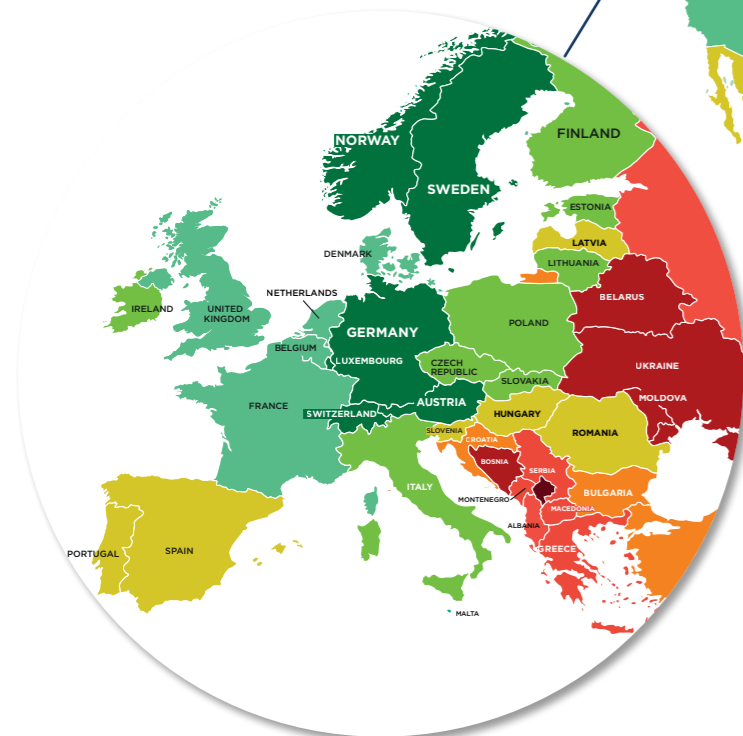 NORWAY
FINLAND
SWEDEN
ESTONIA
LATVIA
DENMARK
LITHUANIA
NETHERLANDS
BELARUS
IRELAND
UNITED
KINGDOM
POLAND
GERMANY
BELGIUM
LUXEMBOURG
CZECH
REPUBLIC
UKRAINE
SLOVAKIA
MOLDOVA
FRANCE
SWITZERLAND
AUSTRIA
HUNGARY
SLOVENIA
ROMANIA
CROATIA
BOSNIA
SERBIA
ITALY
BULGARIA
MONTENEGRO
MACEDONIA
ALBANIA
GREECE
PORTUGAL
SPAIN
MALTA